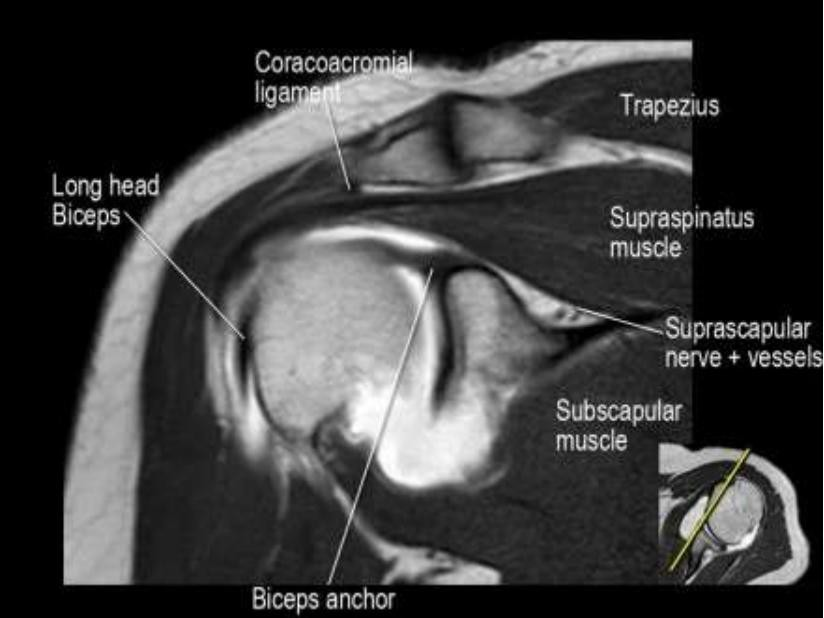 Coracoacromial
ligament
Trapezius
Long head
Biceps
Supraspinatus
muscle
Suprascapular
nerve + vessels
Subscapular
muscle
Biceps anchor